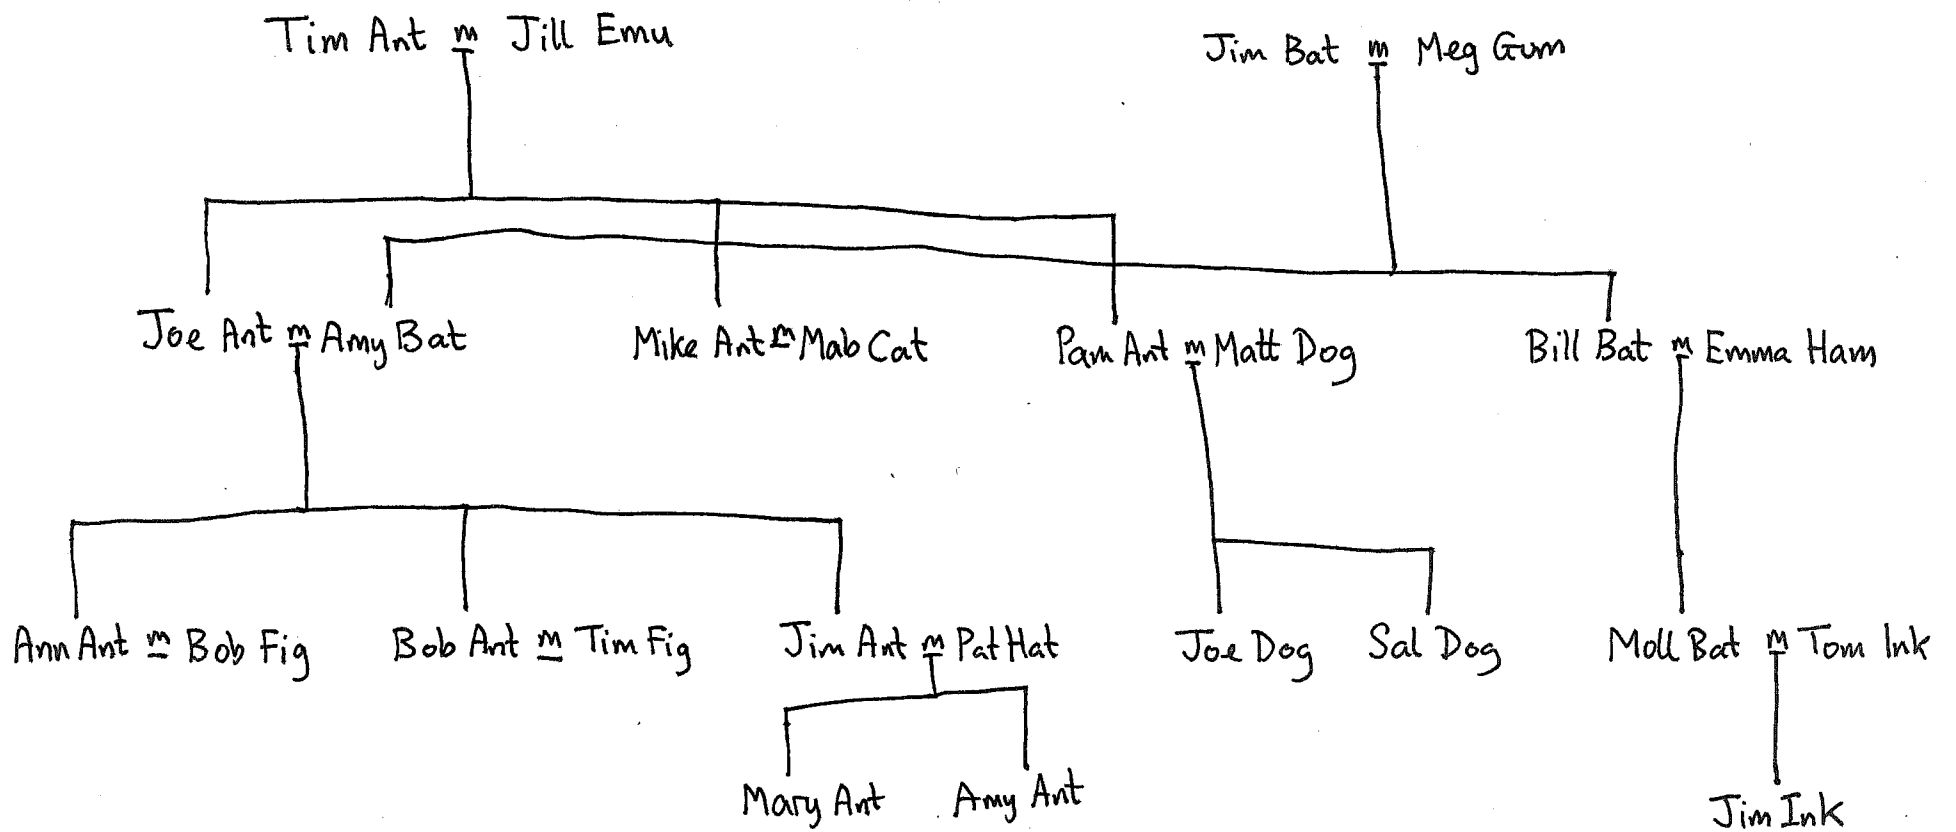 Tim Ant m Jill Emu
Jim Bat m Meg Gum
Joe Ant m Amy Bat
Mike Ant m Mab Cat
Pam Ant m Matt Dog
Bill Bat m Emma Ham
Ann Ant m Bob Fig
Bob Ant m Tim Fig
Jim Ant m Pat Hat
Joe Dog
Sal Dog
Moll Bat m Tom Ink
Mary Ant
Amy Ant
Jim Ink